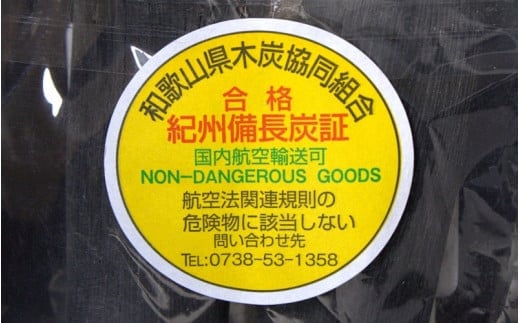 和歌山県木炭協同組合
合格
紀州備長炭証
国内航空輸送可
NON-DANGEROUS GOODS
航空法関連規則の
危険物に該当しない
問い合わせ先
TEL:0738-53-1358